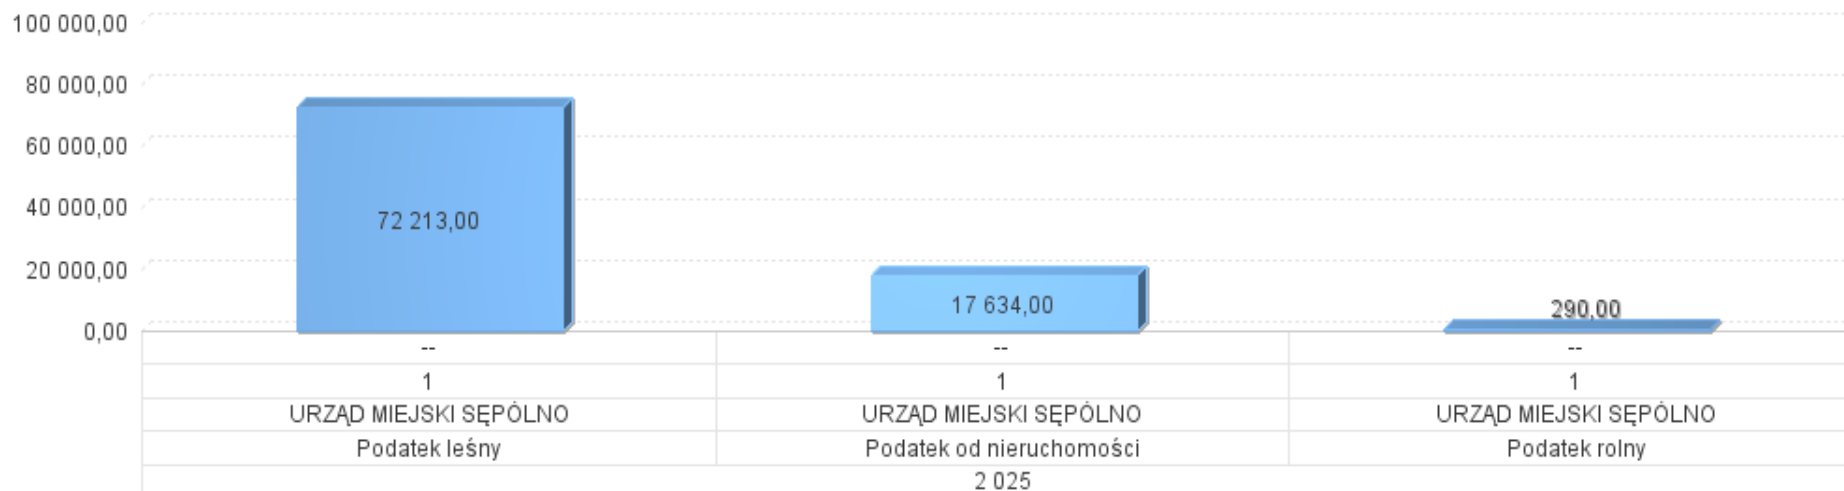 100 000,00
80 000,00
60 000,00
40 000,00
20 000,00
0,00
72 213,00
17 634,00
290,00
-- -- --
1 1 1
URZĄD MIEJSKI SĘPÓLNO URZĄD MIEJSKI SĘPÓLNO URZĄD MIEJSKI SĘPÓLNO
Podatek leśny Podatek od nieruchomości Podatek rolny
2 025